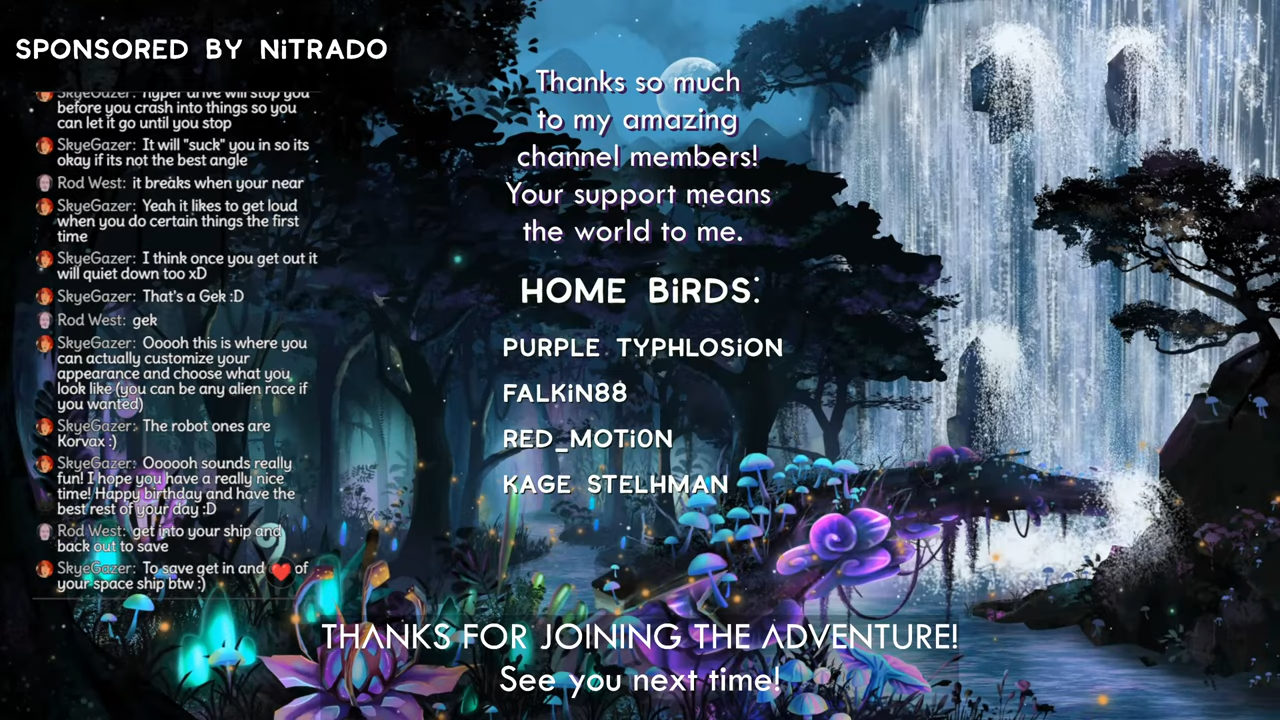 SPONSORED BY NiTRADO
SkyeGazer: hyper drive will stop you
before you crash into things so you
can let it go until you stop
SkyeGazer: It will "suck" you in so its
okay if its not the best angle
Rod West: it breaks when your near
SkyeGazer: Yeah it likes to get loud
when you do certain things the first
time
SkyeGazer: I think once you get out it
will quiet down too xD
SkyeGazer: That's a Gek :D
Rod West: gek
SkyeGazer: Ooooh this is where you
can actually customize your
appearance and choose what you
look like (you can be any alien race if
you wanted)
SkyeGazer: The robot ones are
Korvax :)
SkyeGazer: Oooooh sounds really
fun! I hope you have a really nice
time! Happy birthday and have the
best rest of your day :D
Rod West: get into your ship and
back out to save
SkyeGazer: To save get in and of
your space ship btw :)
Thanks so much
to my amazing
channel members!
Your support means
the world to me.
HOME BiRDS:
PURPLE TYPHLOSiON
FALKiN88
RED_MOTi0N
KAGE STELHMAN
THANKS FOR JOINING THE ADVENTURE!
See you next time!